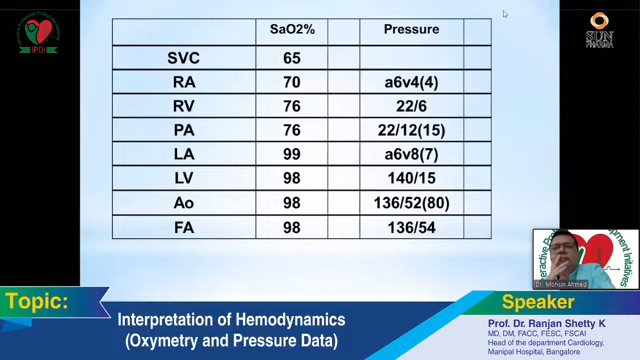 IPDI
SUN
PHARMA
SaO2% Pressure
SVC 65
RA 70 a6v4(4)
RV 76 22/6
PA 76 22/12(15)
LA 99 a6v8(7)
LV 98 140/15
Ao 98 136/52(80)
FA 98 136/54
Dr. Mohsin Ahmed
Topic:
Interpretation of Hemodynamics
(Oxymetry and Pressure Data)
Speaker
Prof. Dr. Ranjan Shetty K
MD, DM, FACC, FESC, FSCAI
Head of the department Cardiology,
Manipal Hospital, Bangalore